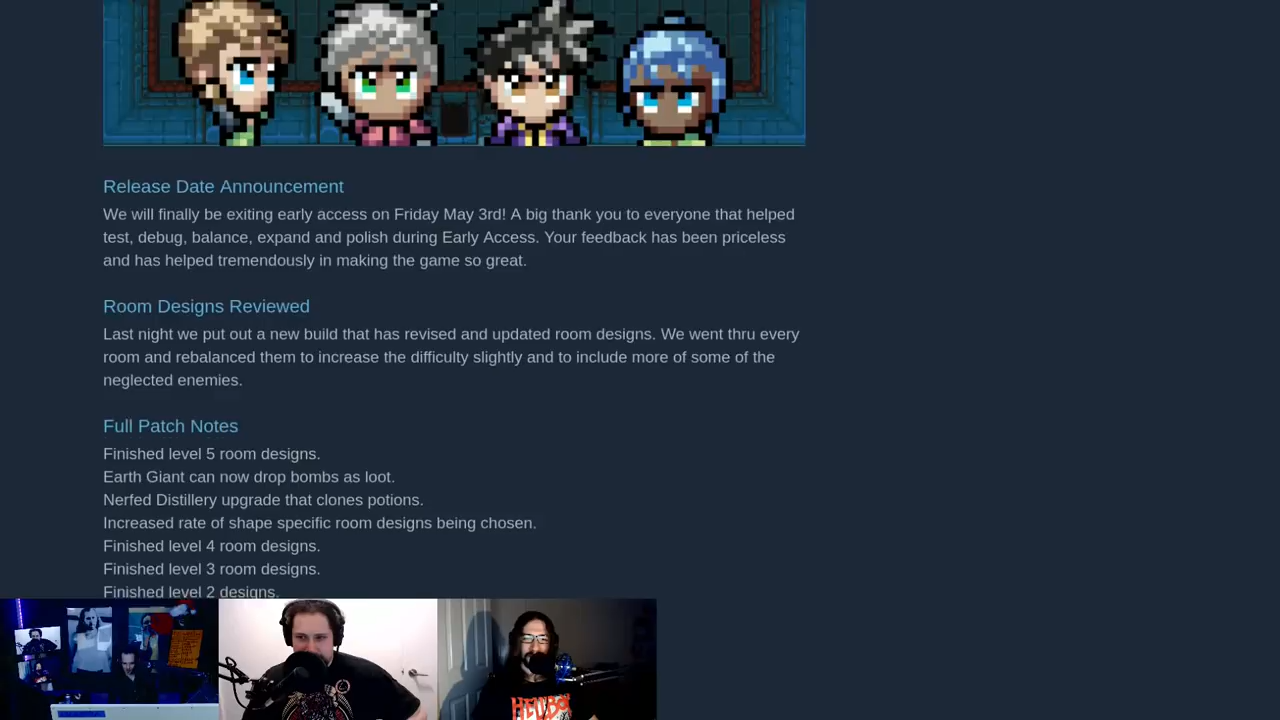 Release Date Announcement
We will finally be exiting early access on Friday May 3rd! A big thank you to everyone that helped
test, debug, balance, expand and polish during Early Access. Your feedback has been priceless
and has helped tremendously in making the game so great.
Room Designs Reviewed
Last night we put out a new build that has revised and updated room designs. We went thru every
room and rebalanced them to increase the difficulty slightly and to include more of some of the
neglected enemies.
Full Patch Notes
Finished level 5 room designs.
Earth Giant can now drop bombs as loot.
Nerfed Distillery upgrade that clones potions.
Increased rate of shape specific room designs being chosen.
Finished level 4 room designs.
Finished level 3 room designs.
Finished level 2 designs.
HELLBOY